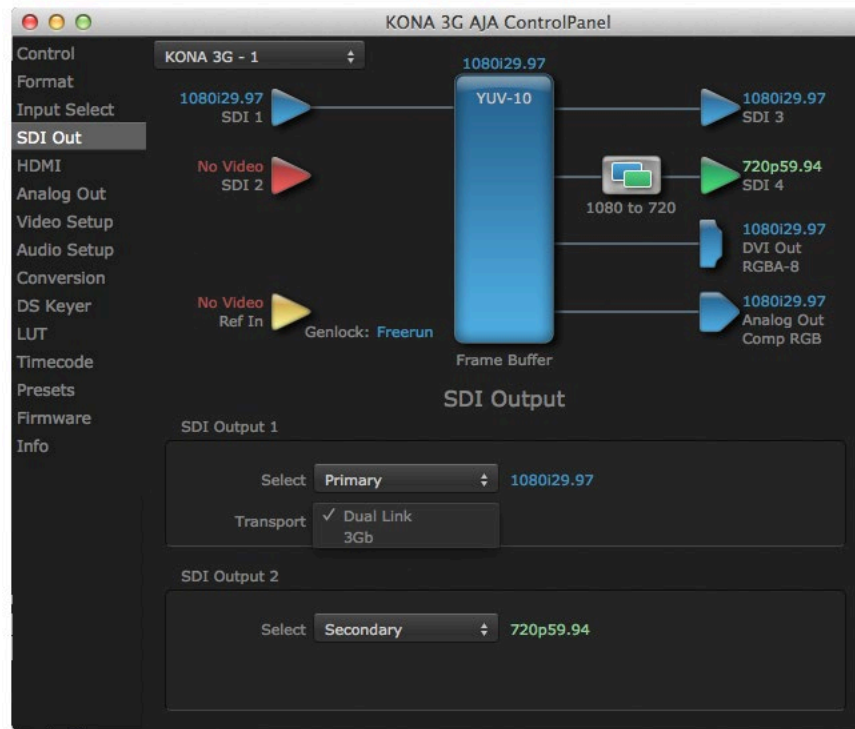 KONA 3G AJA ControlPanel
Control
Format
Input Select
SDI Out
HDMI
Analog Out
Video Setup
Audio Setup
Conversion
DS Keyer
LUT
Timecode
Presets
Firmware
Info
KONA 3G - 1
1080i29.97
YUV-10
1080i29.97
SDI 1
No Video
SDI 2
No Video
Ref In
Genlock: Freerun
Frame Buffer
1080i29.97
SDI 3
1080 to 720
720p59.94
SDI 4
1080i29.97
DVI Out
RGBA-8
1080i29.97
Analog Out
Comp RGB
SDI Output
SDI Output 1
Select Primary 1080i29.97
Transport ✓ Dual Link
3Gb
SDI Output 2
Select Secondary 720p59.94